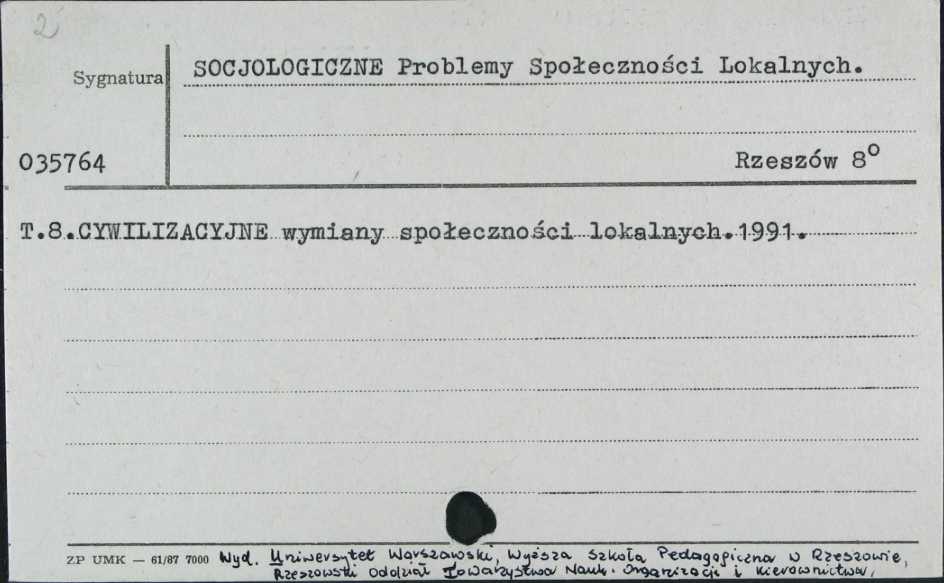 2
Sygnatura SOCJOLOGICZNE Problemy Społeczności Lokalnych.
035764 Rzeszów 8º
T.8.CYWILIZACYJNE wymiany społeczności lokalnych.1991.
ZP UMK — 61/87 7000 Wyd. Uniwersytet Warszawski, Wyższa Szkoła Pedagogiczna w Rzeszowie,
Rzeszowski Oddział Towarzystwa Nauk. Organizacji i Kierownictwa,